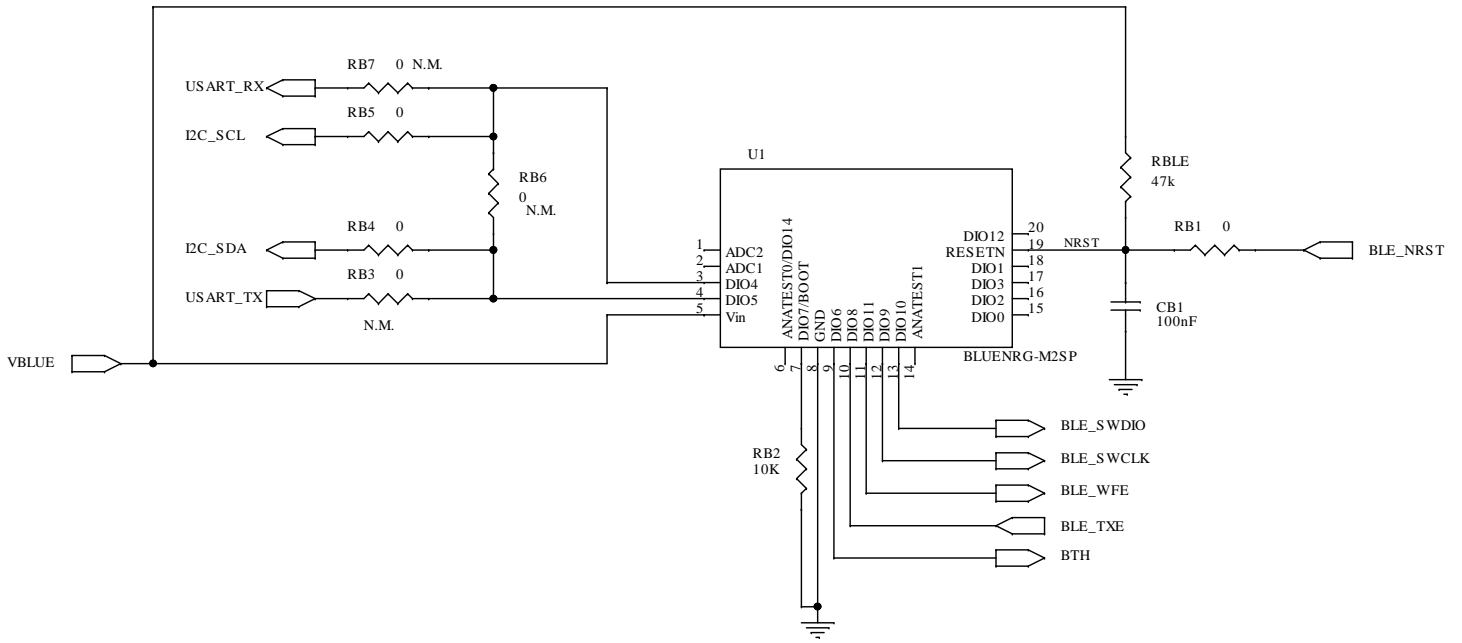 RB7 0 N.M.
USART_RX
RB5 0
I2C_SCL
RB6
0
N.M.
RB4 0
I2C_SDA
RB3 0
USART_TX
N.M.
VBLUE
U1
1 ADC2
2 ADC1
3 DIO4
4 DIO5
5 Vin
DIO12 20
RESETN 19
DIO1 18
DIO3 17
DIO2 16
DIO0 15
ANATEST0/DIO14
DIO7/BOOT
GND
DIO6
DIO8
DIO11
DIO9
DIO10
ANATEST1
6
7
8
9
10
11
12
13
14
BLUENRG-M2SP
NRST
RBLE
47k
RB1 0
BLE_NRST
CB1
100nF
RB2
10K
BLE_SWDIO
BLE_SWCLK
BLE_WFE
BLE_TXE
BTH